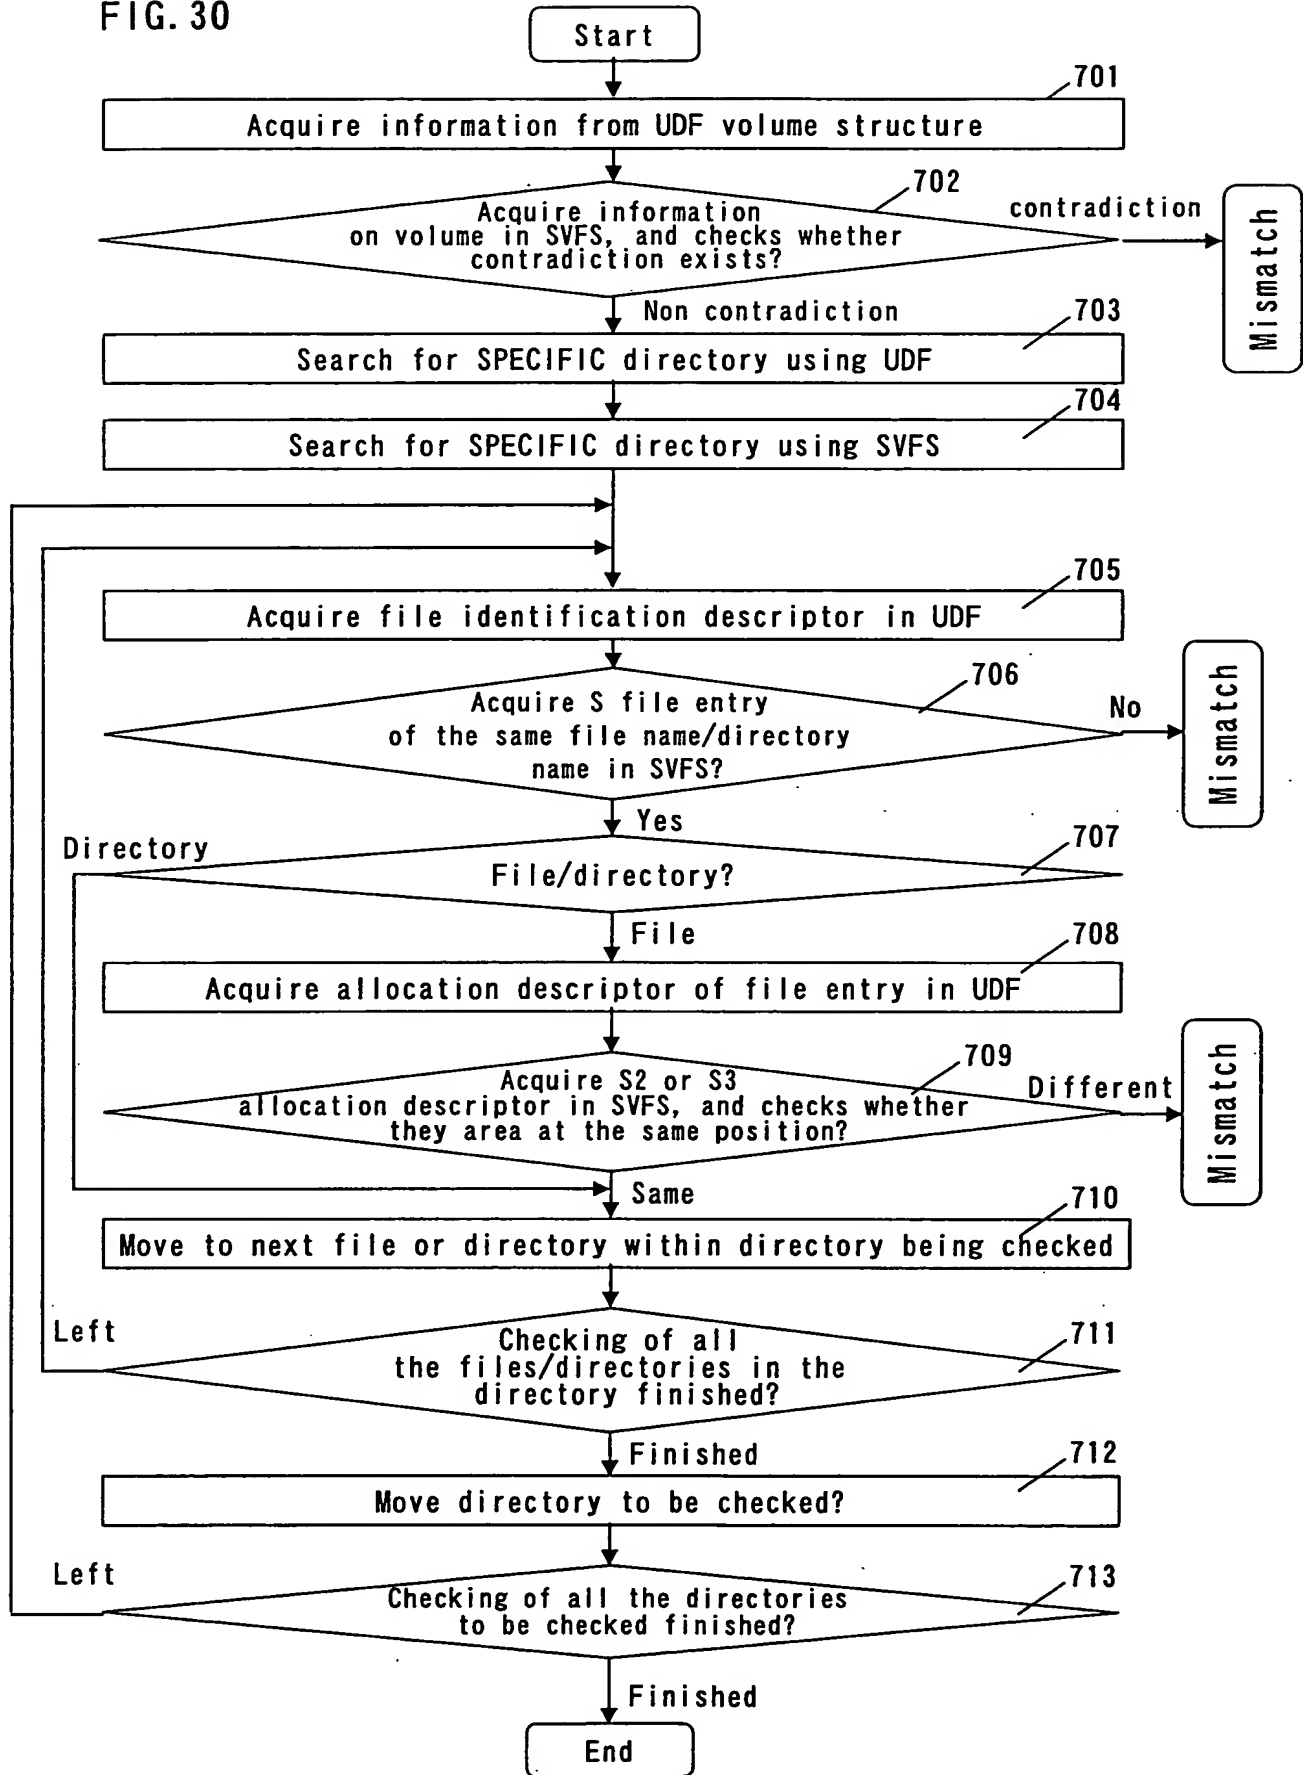 FIG. 30
Start
701
Acquire information from UDF volume structure
702
Acquire information
on volume in SVFS, and checks whether
contradiction exists?
contradiction
Mismatch
Non contradiction
703
Search for SPECIFIC directory using UDF
704
Search for SPECIFIC directory using SVFS
705
Acquire file identification descriptor in UDF
706
Acquire S file entry
of the same file name/directory
name in SVFS?
No
Mismatch
Yes
Directory
707
File/directory?
File
708
Acquire allocation descriptor of file entry in UDF
709
Acquire S2 or S3
allocation descriptor in SVFS, and checks whether
they area at the same position?
Different
Mismatch
Same
710
Move to next file or directory within directory being checked
Left
711
Checking of all
the files/directories in the
directory finished?
Finished
712
Move directory to be checked?
Left
713
Checking of all the directories
to be checked finished?
Finished
End